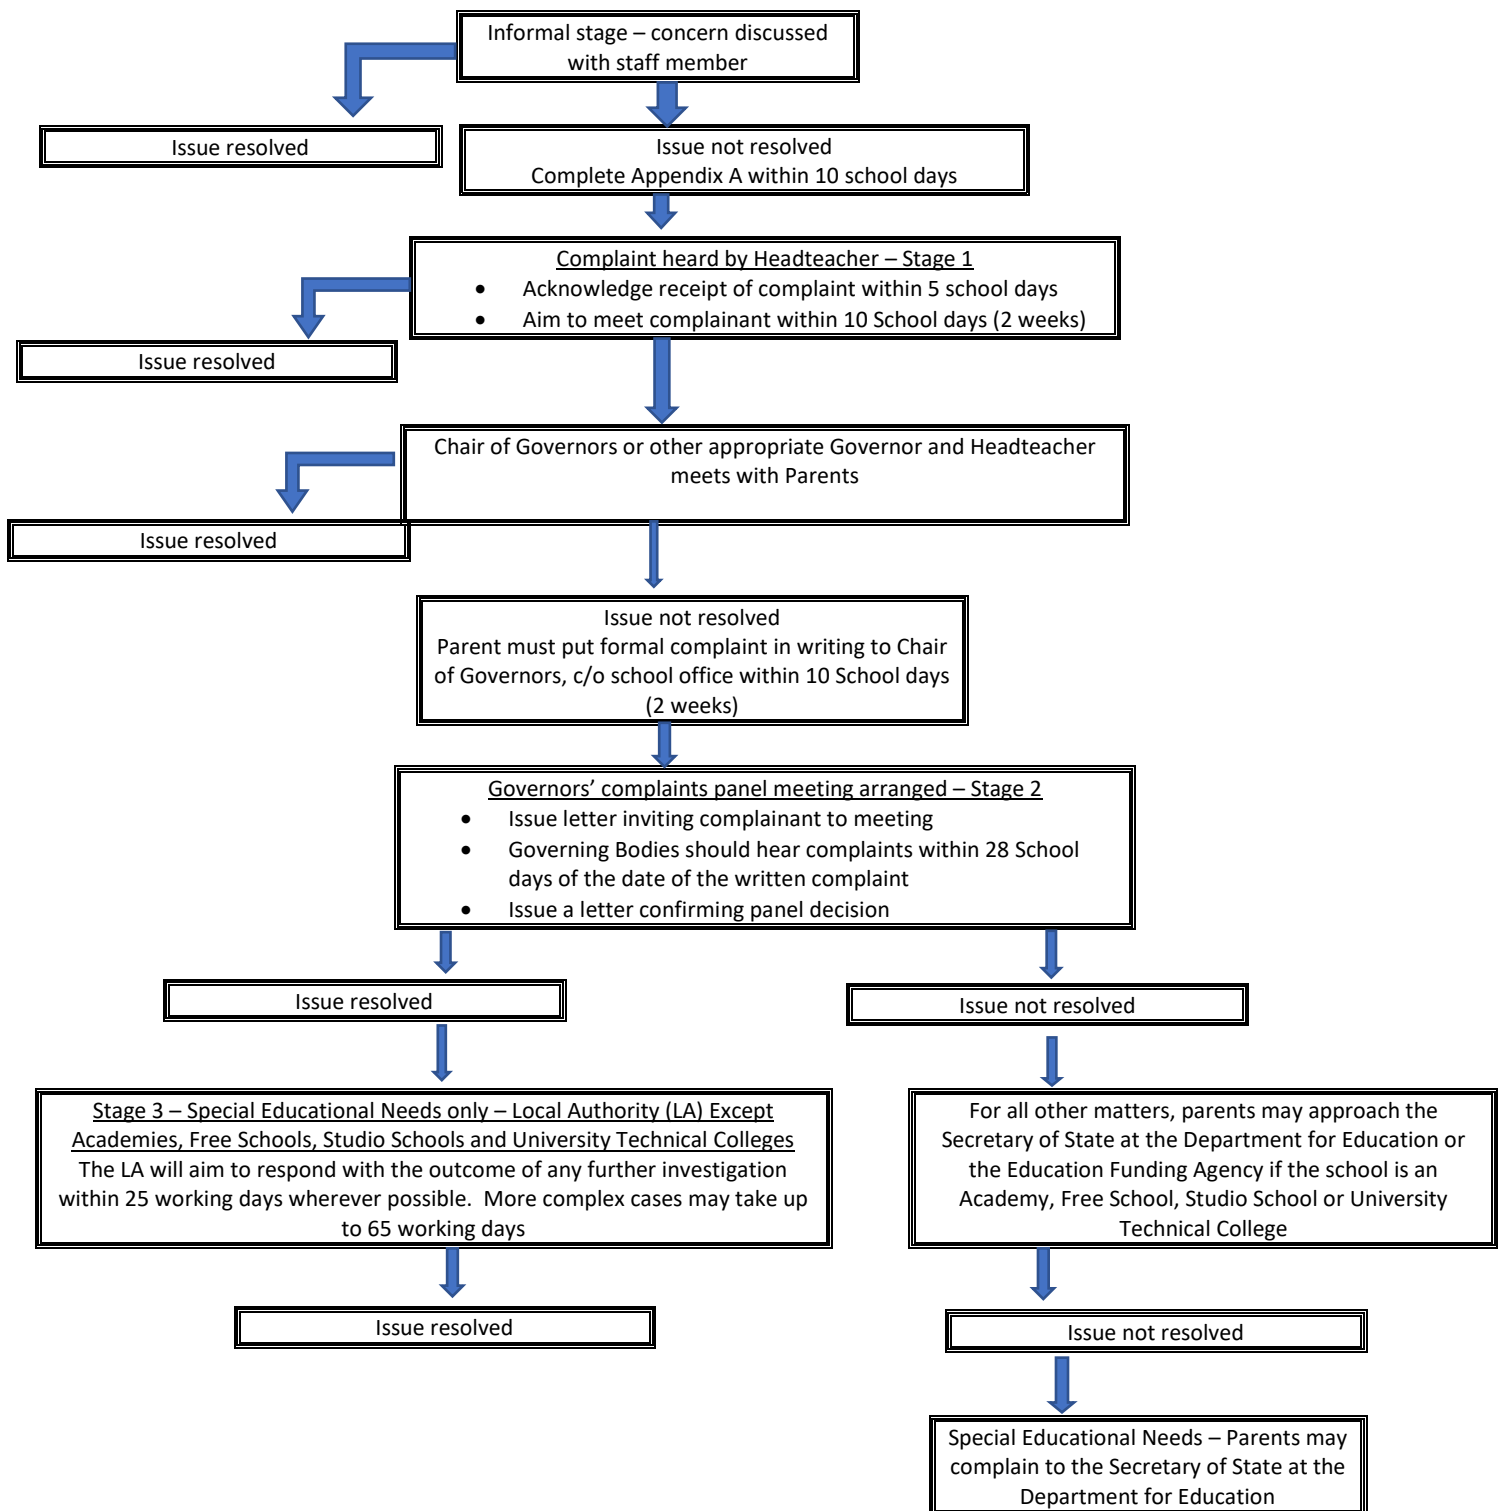 Informal stage – concern discussed
with staff member
Issue resolved
Issue not resolved
Complete Appendix A within 10 school days
Complaint heard by Headteacher – Stage 1
• Acknowledge receipt of complaint within 5 school days
• Aim to meet complainant within 10 School days (2 weeks)
Issue resolved
Chair of Governors or other appropriate Governor and Headteacher
meets with Parents
Issue resolved
Issue not resolved
Parent must put formal complaint in writing to Chair
of Governors, c/o school office within 10 School days
(2 weeks)
Governors’ complaints panel meeting arranged – Stage 2
• Issue letter inviting complainant to meeting
• Governing Bodies should hear complaints within 28 School
days of the date of the written complaint
• Issue a letter confirming panel decision
Issue resolved
Issue not resolved
Stage 3 – Special Educational Needs only – Local Authority (LA) Except
Academies, Free Schools, Studio Schools and University Technical Colleges
The LA will aim to respond with the outcome of any further investigation
within 25 working days wherever possible.  More complex cases may take up
to 65 working days
For all other matters, parents may approach the
Secretary of State at the Department for Education or
the Education Funding Agency if the school is an
Academy, Free School, Studio School or University
Technical College
Issue resolved
Issue not resolved
Special Educational Needs – Parents may
complain to the Secretary of State at the
Department for Education